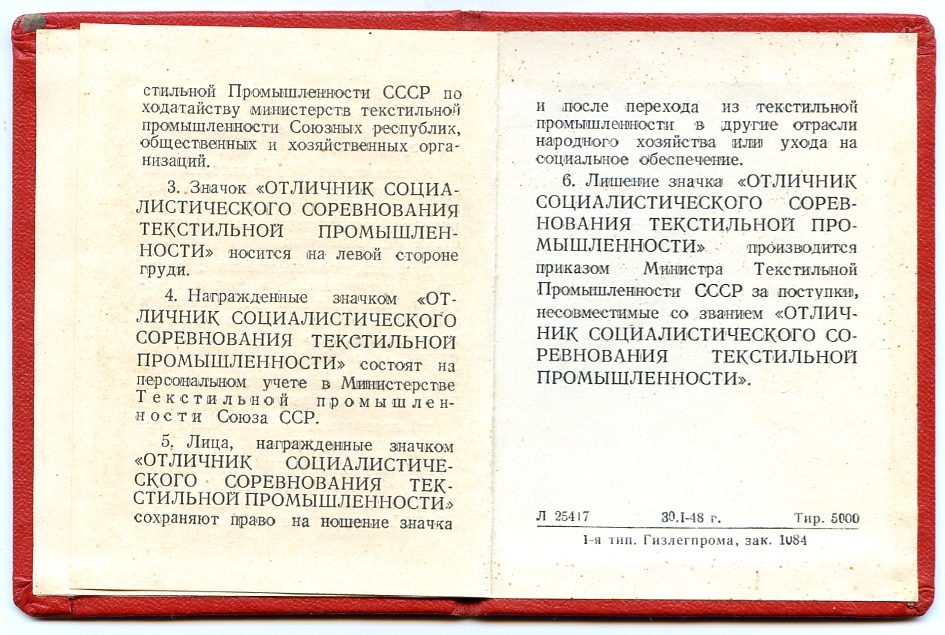 стильной Промышленности СССР по
ходатайству министерств текстильной
промышленности Союзных республик,
общественных и хозяйственных орга-
низаций.
3. Значок «ОТЛИЧНИК СОЦИА-
ЛИСТИЧЕСКОГО СОРЕВНОВАНИЯ
ТЕКСТИЛЬНОЙ ПРОМЫШЛЕН-
НОСТИ» носится на левой стороне
груди.
4. Награжденные значком «ОТ-
ЛИЧНИК СОЦИАЛИСТИЧЕСКОГО
СОРЕВНОВАНИЯ ТЕКСТИЛЬНОЙ
ПРОМЫШЛЕННОСТИ» состоят на
персональном учете в Министерстве
Текстильной промышлен-
ности Союза ССР.
5. Лица, награжденные значком
«ОТЛИЧНИК СОЦИАЛИСТИЧЕ-
СКОГО СОРЕВНОВАНИЯ ТЕК-
СТИЛЬНОЙ ПРОМЫШЛЕННОСТИ»
сохраняют право на ношение значка
и после перехода из текстильной
промышленности в другие отрасли
народного хозяйства или ухода на
социальное обеспечение.
6. Лишение значка «ОТЛИЧНИК
СОЦИАЛИСТИЧЕСКОГО СОРЕВ-
НОВАНИЯ ТЕКСТИЛЬНОЙ ПРО-
МЫШЛЕННОСТИ» производится
приказом Министра Текстильной
Промышленности СССР за поступки,
несовместимые со званием «ОТЛИЧ-
НИК СОЦИАЛИСТИЧЕСКОГО СО-
РЕВНОВАНИЯ ТЕКСТИЛЬНОЙ
ПРОМЫШЛЕННОСТИ».
Л 25417 30.I-48 г. Тир. 5000
1-я тип. Гизлегпрома, зак. 1084